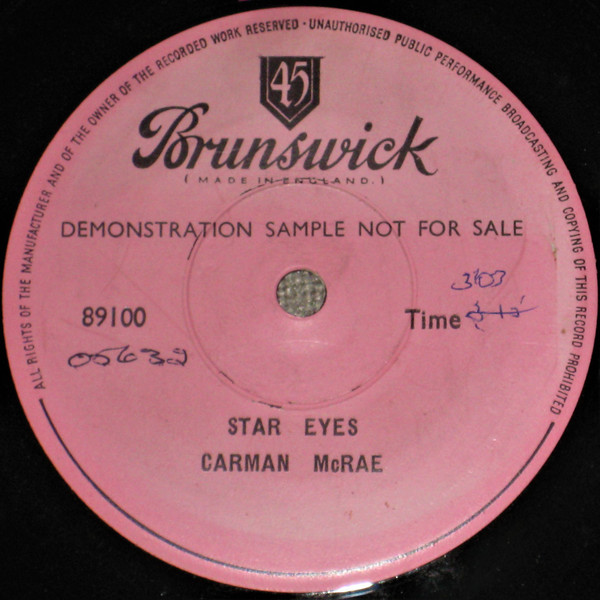 ALL RIGHTS OF THE MANUFACTURER AND OF THE OWNER OF THE RECORDED WORK RESERVED · UNAUTHORISED PUBLIC PERFORMANCE BROADCASTING AND COPYING OF THIS RECORD PROHIBITED
45
Brunswick
(MADE IN ENGLAND.)
DEMONSTRATION SAMPLE NOT FOR SALE
3'03
89100 Time
05632
STAR EYES
CARMAN McRAE